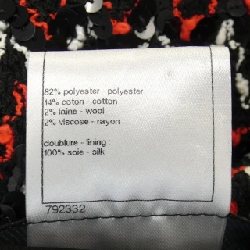 82% polyester - polyester
14% coton - cotton
2% laine - wool
2% viscose - rayon
doublure - lining
100% soie - silk
792332